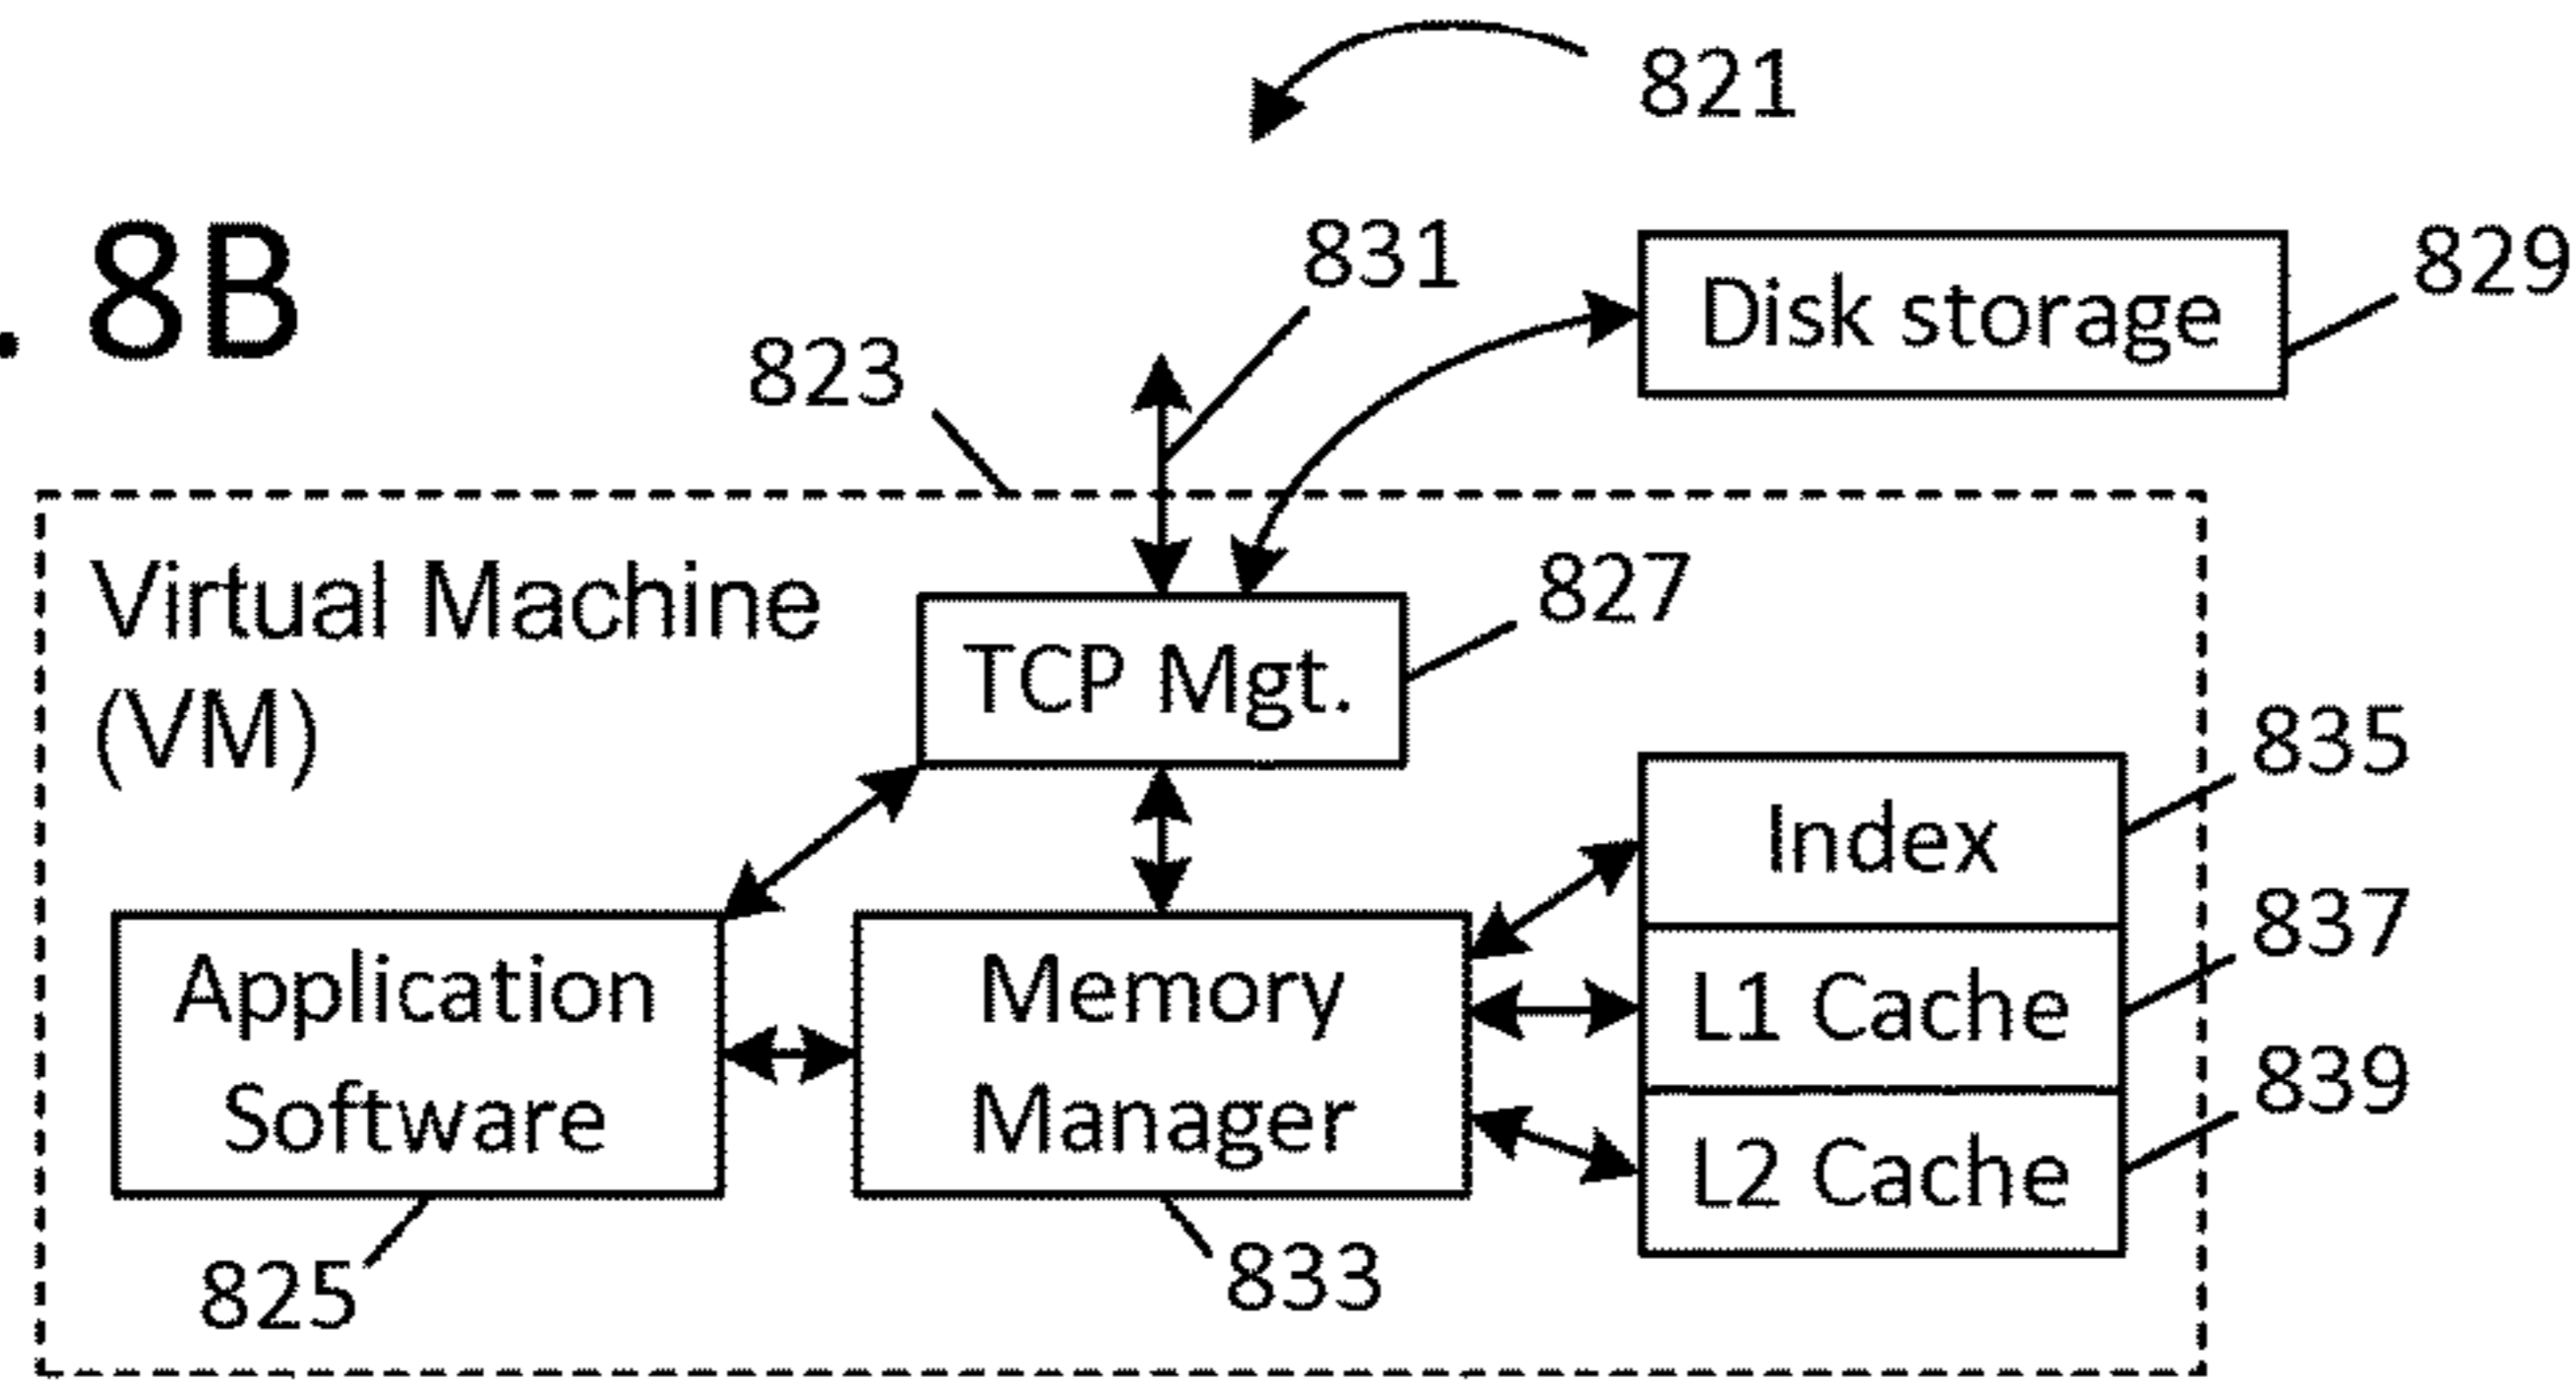 821
. 8B
831
829
Disk storage
823
Virtual Machine
(VM)
827
TCP Mgt.
835
Index
837
L1 Cache
839
L2 Cache
Application
Software
Memory
Manager
825
833